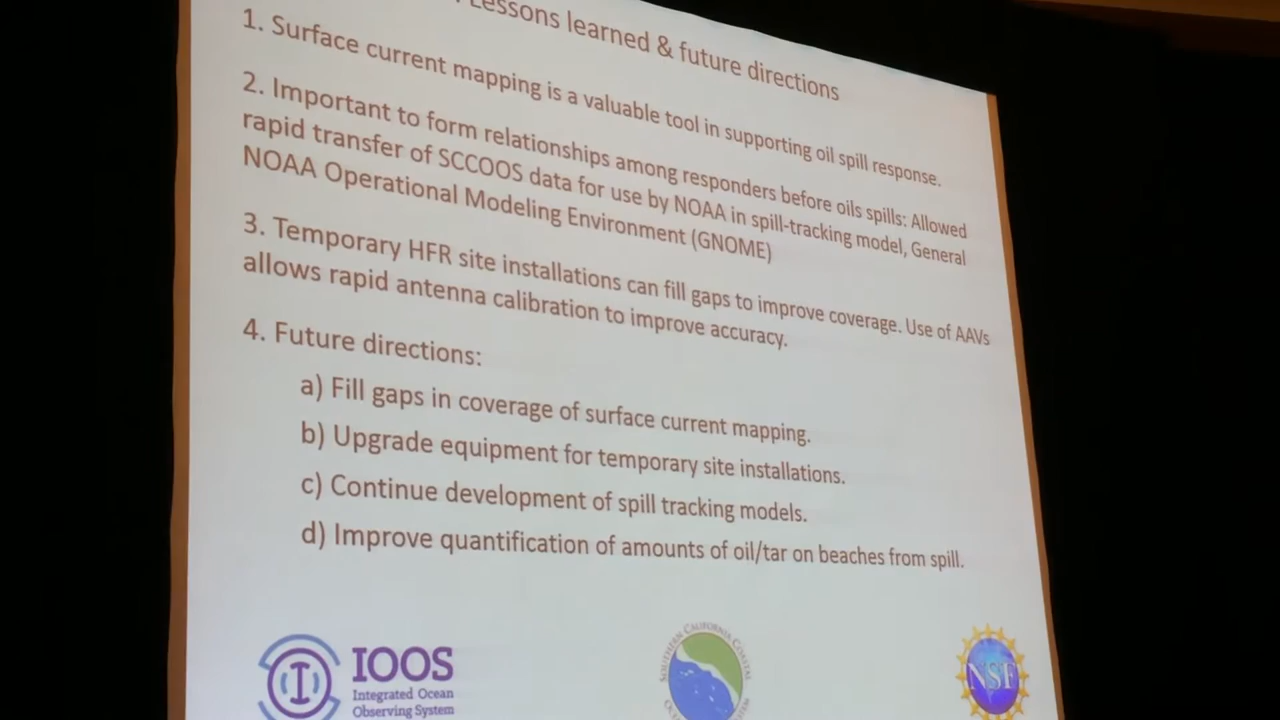 Lessons learned & future directions
1. Surface current mapping is a valuable tool in supporting oil spill response.
2. Important to form relationships among responders before oils spills: Allowed
rapid transfer of SCCOOS data for use by NOAA in spill-tracking model, General
NOAA Operational Modeling Environment (GNOME)
3. Temporary HFR site installations can fill gaps to improve coverage. Use of AAVs
allows rapid antenna calibration to improve accuracy.
4. Future directions:
a) Fill gaps in coverage of surface current mapping.
b) Upgrade equipment for temporary site installations.
c) Continue development of spill tracking models.
d) Improve quantification of amounts of oil/tar on beaches from spill.
IOOS
Integrated Ocean
Observing System
SOUTHERN CALIFORNIA COASTAL
NSF